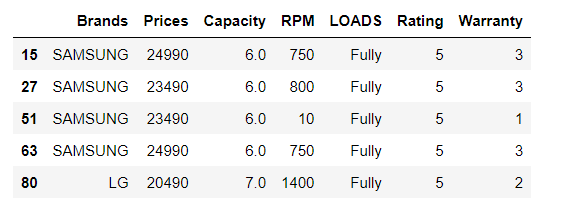 Brands Prices Capacity RPM LOADS Rating Warranty
15 SAMSUNG 24990 6.0 750 Fully 5 3
27 SAMSUNG 23490 6.0 800 Fully 5 3
51 SAMSUNG 23490 6.0 10 Fully 5 1
63 SAMSUNG 24990 6.0 750 Fully 5 3
80 LG 20490 7.0 1400 Fully 5 2